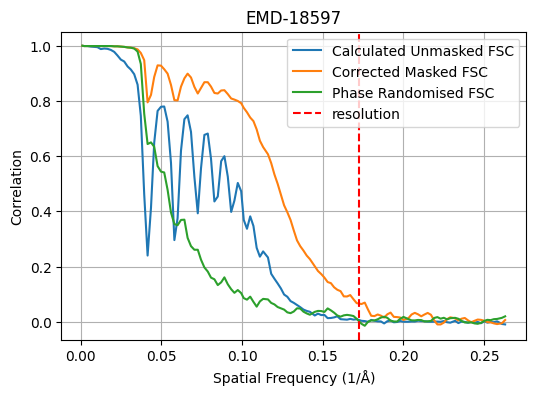 EMD-18597
Calculated Unmasked FSC
Corrected Masked FSC
Phase Randomised FSC
resolution
Correlation
1.0
0.8
0.6
0.4
0.2
0.0
0.00 0.05 0.10 0.15 0.20 0.25
Spatial Frequency (1/Å)